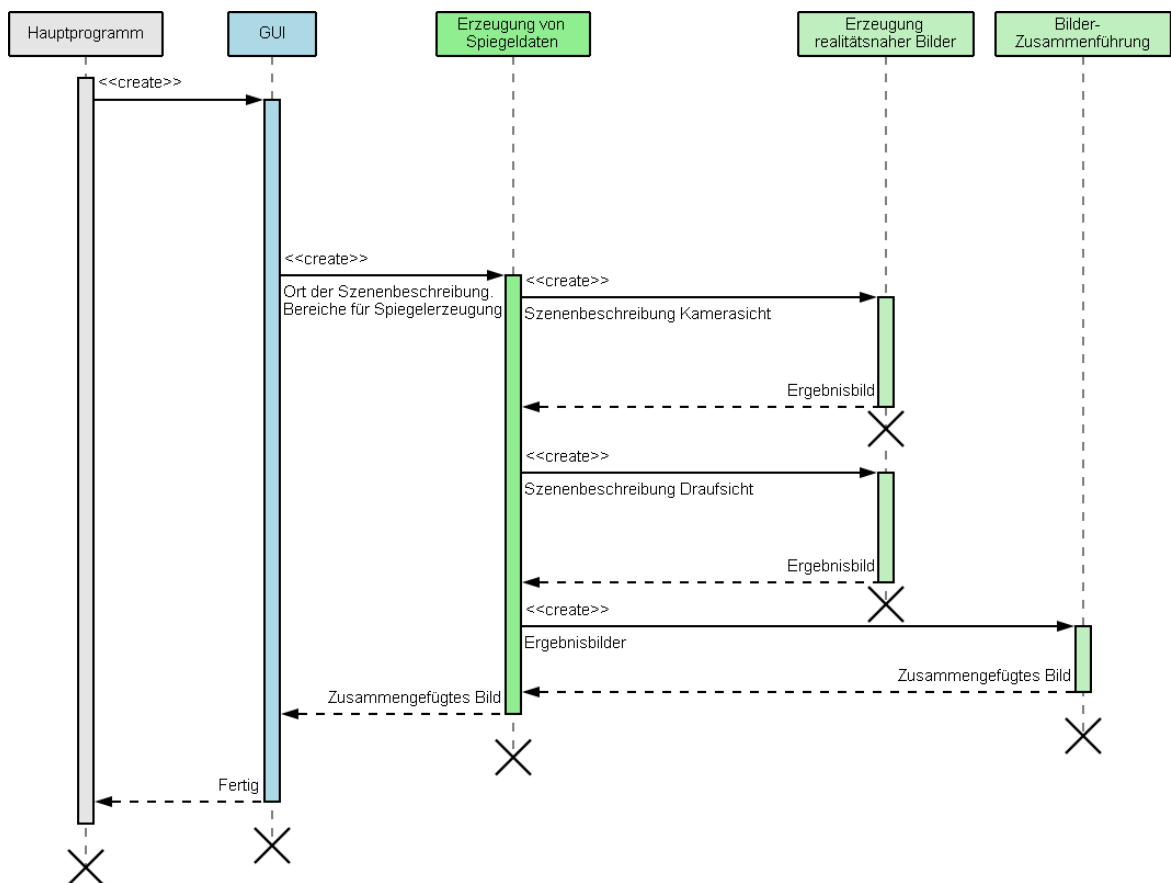 Hauptprogramm
GUI
Erzeugung von
Spiegeldaten
Erzeugung
realitätsnaher Bilder
Bilder-
Zusammenführung
<<create>>
<<create>>
Ort der Szenenbeschreibung.
Bereiche für Spiegelerzeugung
<<create>>
Szenenbeschreibung Kamerasicht
Ergebnisbild
<<create>>
Szenenbeschreibung Draufsicht
Ergebnisbild
<<create>>
Ergebnisbilder
Zusammengefügtes Bild
Zusammengefügtes Bild
Fertig